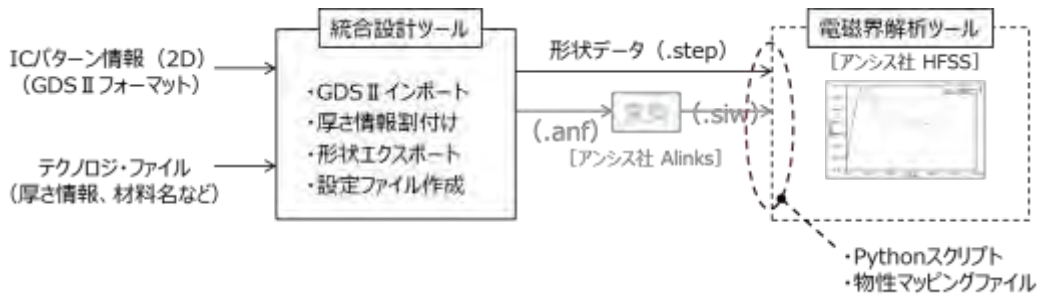 統合設計ツール
電磁界解析ツール
[アンシス社 HFSS]
ICパターン情報(2D)
(GDSⅡフォーマット)
形状データ(.step)
・GDSⅡインポート
・厚さ情報割付け
・形状エクスポート
・設定ファイル作成
(.anf)
(.siw)
[アンシス社 Alinks]
テクノロジ・ファイル
(厚さ情報、材料名など)
・Pythonスクリプト
・物性マッピングファイル